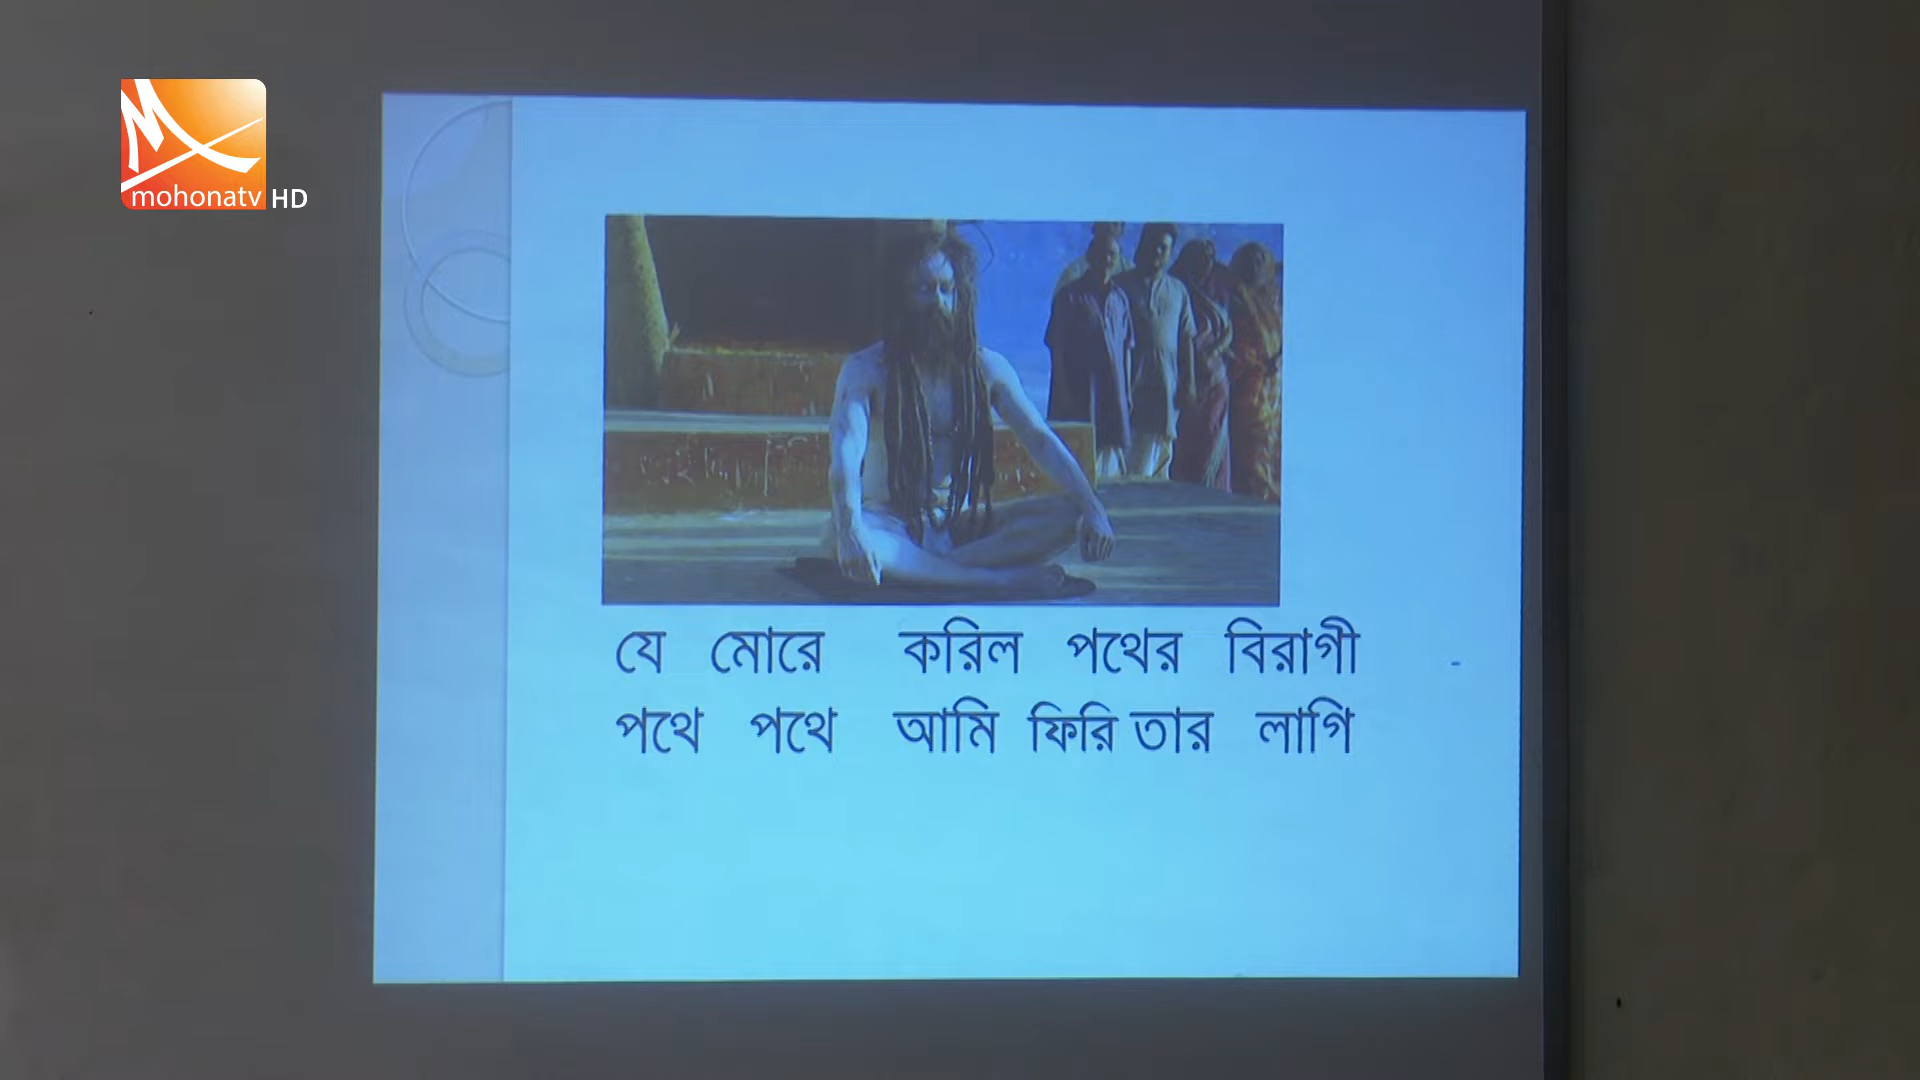 mohonatv HD
যে মোরে করিল পথের বিরাগী -
পথে পথে আমি ফিরি তার লাগি